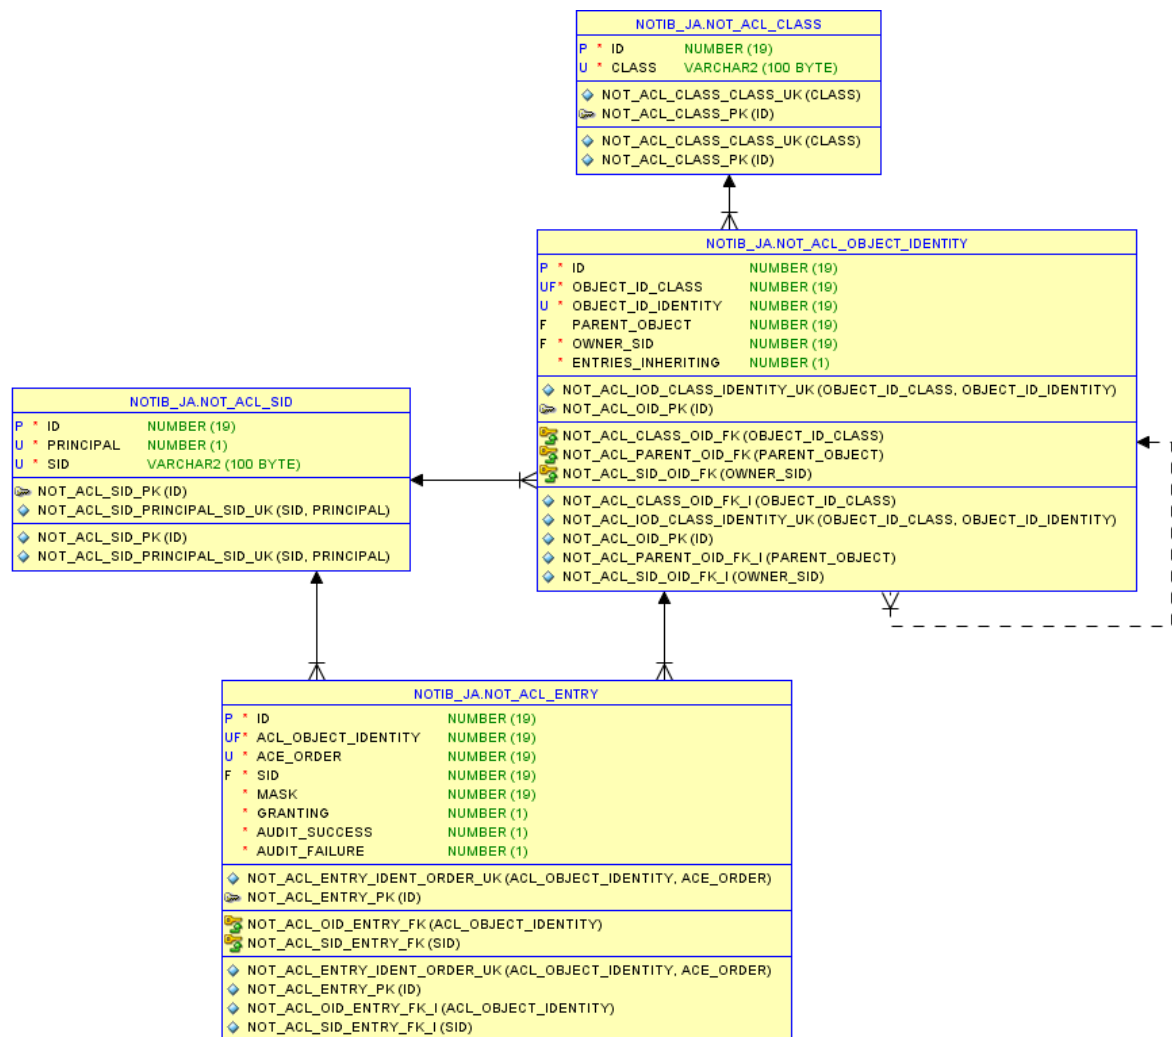 NOTIB_JA.NOT_ACL_CLASS
P * ID NUMBER (19)
U * CLASS VARCHAR2 (100 BYTE)
NOT_ACL_CLASS_CLASS_UK (CLASS)
NOT_ACL_CLASS_PK (ID)
NOT_ACL_CLASS_CLASS_UK (CLASS)
NOT_ACL_CLASS_PK (ID)
NOTIB_JA.NOT_ACL_OBJECT_IDENTITY
P * ID NUMBER (19)
UF* OBJECT_ID_CLASS NUMBER (19)
U * OBJECT_ID_IDENTITY NUMBER (19)
F PARENT_OBJECT NUMBER (19)
F * OWNER_SID NUMBER (19)
* ENTRIES_INHERITING NUMBER (1)
NOT_ACL_IOD_CLASS_IDENTITY_UK (OBJECT_ID_CLASS, OBJECT_ID_IDENTITY)
NOT_ACL_OID_PK (ID)
NOT_ACL_CLASS_OID_FK (OBJECT_ID_CLASS)
NOT_ACL_PARENT_OID_FK (PARENT_OBJECT)
NOT_ACL_SID_OID_FK (OWNER_SID)
NOT_ACL_CLASS_OID_FK_I (OBJECT_ID_CLASS)
NOT_ACL_IOD_CLASS_IDENTITY_UK (OBJECT_ID_CLASS, OBJECT_ID_IDENTITY)
NOT_ACL_OID_PK (ID)
NOT_ACL_PARENT_OID_FK_I (PARENT_OBJECT)
NOT_ACL_SID_OID_FK_I (OWNER_SID)
NOTIB_JA.NOT_ACL_SID
P * ID NUMBER (19)
U * PRINCIPAL NUMBER (1)
U * SID VARCHAR2 (100 BYTE)
NOT_ACL_SID_PK (ID)
NOT_ACL_SID_PRINCIPAL_SID_UK (SID, PRINCIPAL)
NOT_ACL_SID_PK (ID)
NOT_ACL_SID_PRINCIPAL_SID_UK (SID, PRINCIPAL)
NOTIB_JA.NOT_ACL_ENTRY
P * ID NUMBER (19)
UF* ACL_OBJECT_IDENTITY NUMBER (19)
U * ACE_ORDER NUMBER (19)
F * SID NUMBER (19)
* MASK NUMBER (19)
* GRANTING NUMBER (1)
* AUDIT_SUCCESS NUMBER (1)
* AUDIT_FAILURE NUMBER (1)
NOT_ACL_ENTRY_IDENT_ORDER_UK (ACL_OBJECT_IDENTITY, ACE_ORDER)
NOT_ACL_ENTRY_PK (ID)
NOT_ACL_OID_ENTRY_FK (ACL_OBJECT_IDENTITY)
NOT_ACL_SID_ENTRY_FK (SID)
NOT_ACL_ENTRY_IDENT_ORDER_UK (ACL_OBJECT_IDENTITY, ACE_ORDER)
NOT_ACL_ENTRY_PK (ID)
NOT_ACL_OID_ENTRY_FK_I (ACL_OBJECT_IDENTITY)
NOT_ACL_SID_ENTRY_FK_I (SID)